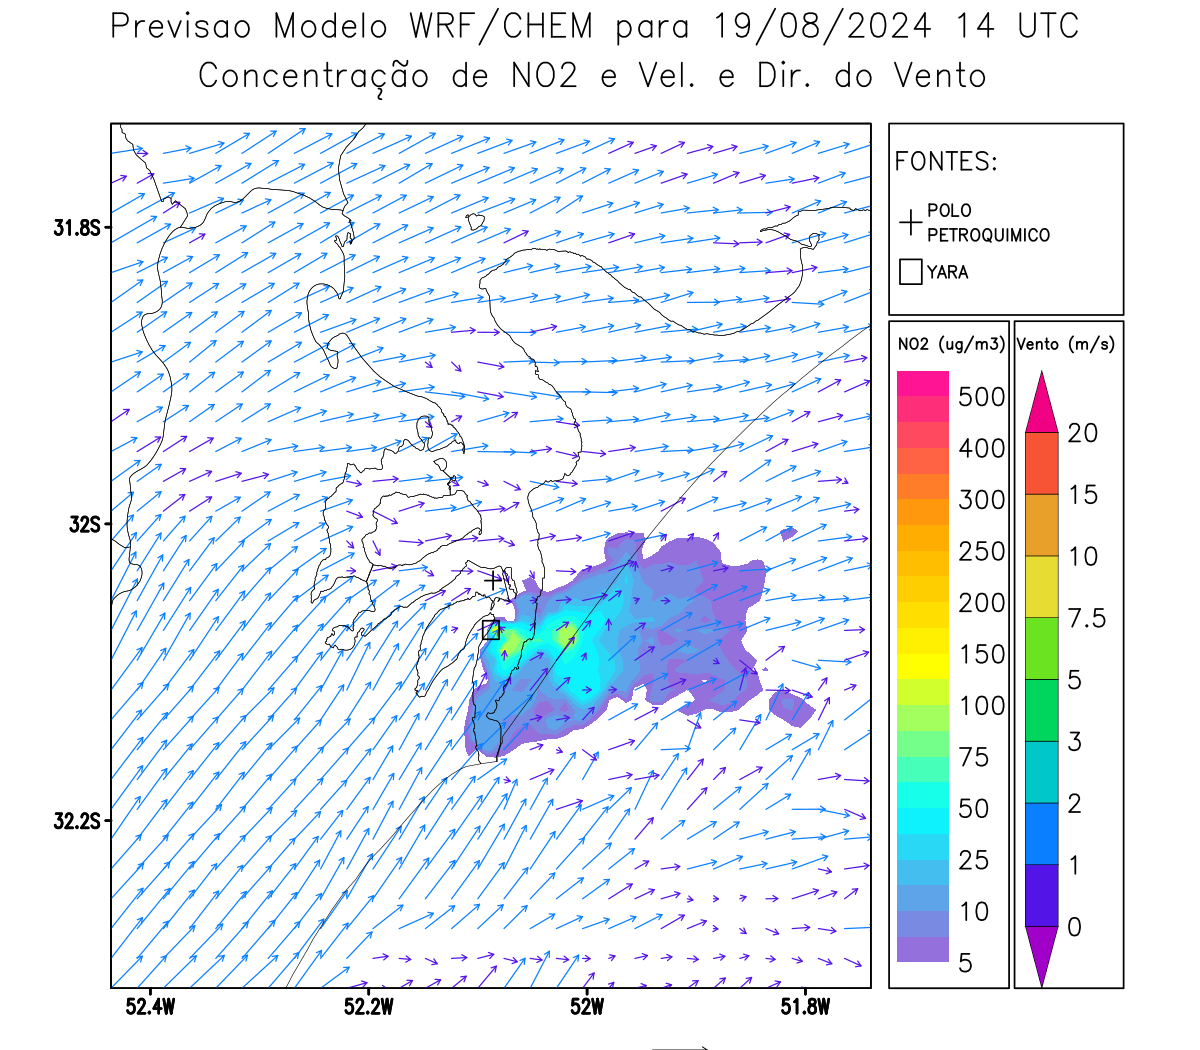 Previsao Modelo WRF/CHEM para 19/08/2024 14 UTC
Concentração de NO2 e Vel. e Dir. do Vento
FONTES:
POLO
PETROQUIMICO
YARA
NO2 (ug/m3)
500
400
300
250
200
150
100
75
50
25
10
5
Vento (m/s)
20
15
10
7.5
5
3
2
1
0
31.8S
32S
32.2S
52.4W
52.2W
52W
51.8W